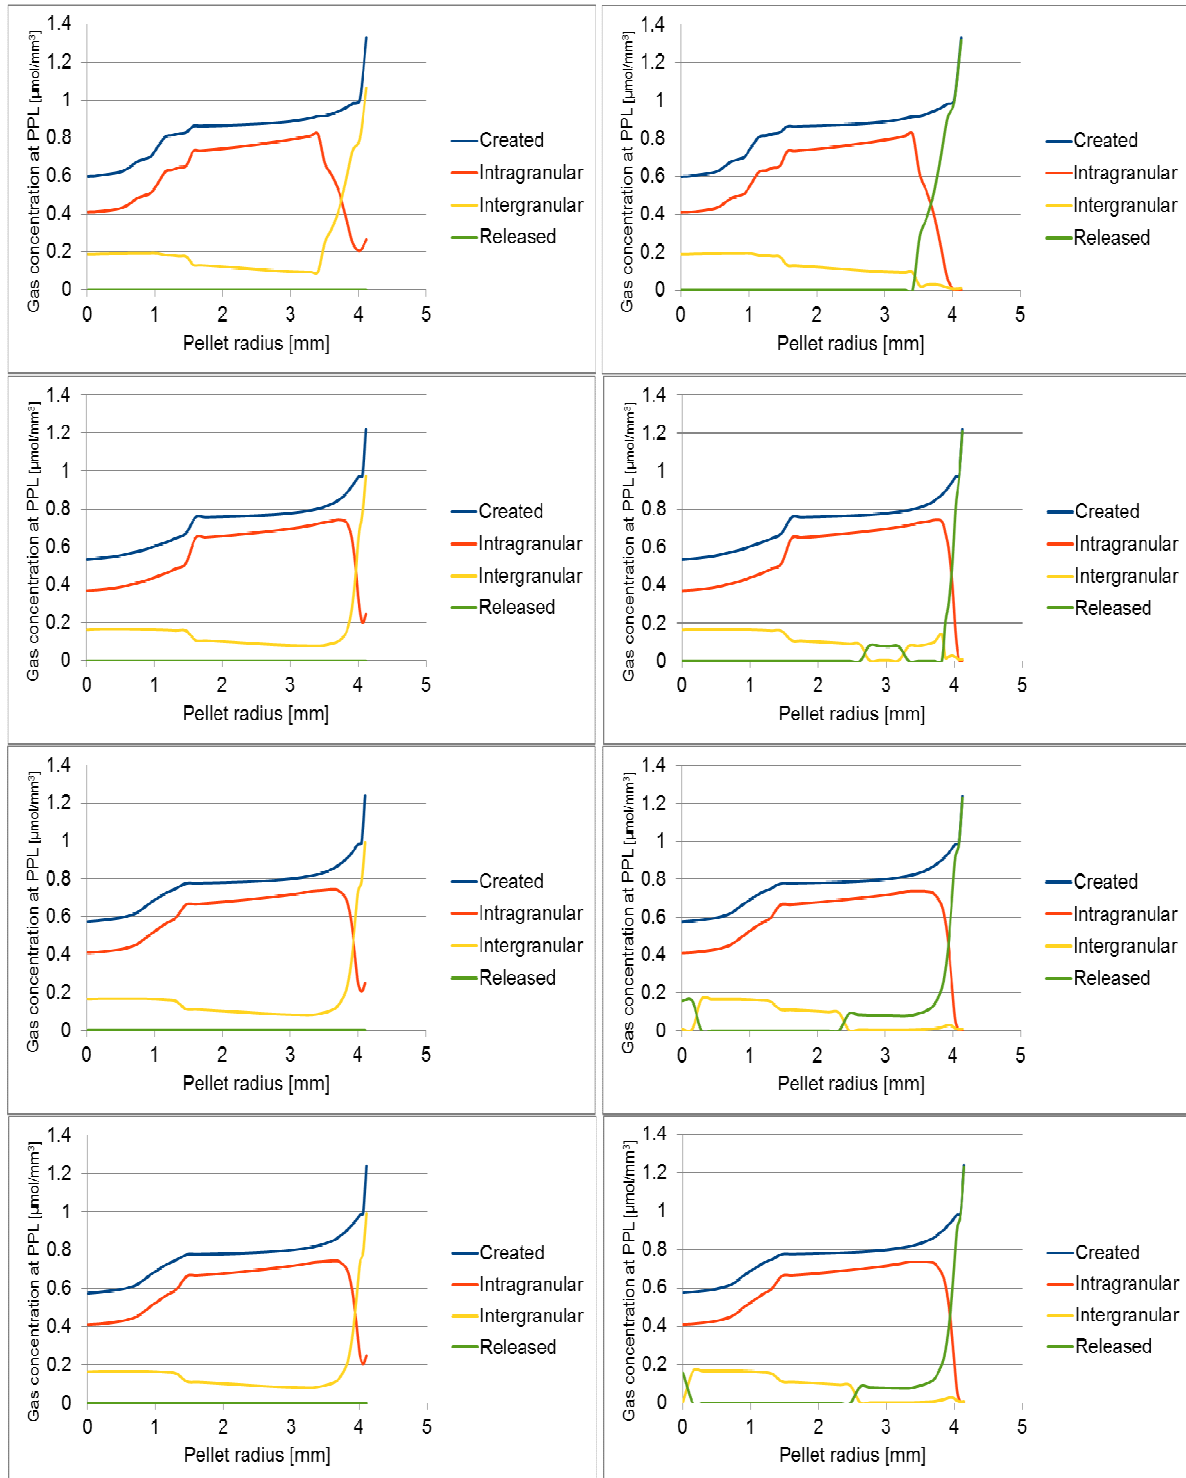 Gas concentration at PPL [µmol/mm³]
1.4
1.2
1
0.8
0.6
0.4
0.2
0
0 1 2 3 4 5
Pellet radius [mm]
Created
Intragranular
Intergranular
Released
Gas concentration at PPL [µmol/mm³]
1.4
1.2
1
0.8
0.6
0.4
0.2
0
0 1 2 3 4 5
Pellet radius [mm]
Created
Intragranular
Intergranular
Released
Gas concentration at PPL [µmol/mm³]
1.4
1.2
1
0.8
0.6
0.4
0.2
0
0 1 2 3 4 5
Pellet radius [mm]
Created
Intragranular
Intergranular
Released
Gas concentration at PPL [µmol/mm³]
1.4
1.2
1
0.8
0.6
0.4
0.2
0
0 1 2 3 4 5
Pellet radius [mm]
Created
Intragranular
Intergranular
Released
Gas concentration at PPL [µmol/mm³]
1.4
1.2
1
0.8
0.6
0.4
0.2
0
0 1 2 3 4 5
Pellet radius [mm]
Created
Intragranular
Intergranular
Released
Gas concentration at PPL [µmol/mm³]
1.4
1.2
1
0.8
0.6
0.4
0.2
0
0 1 2 3 4 5
Pellet radius [mm]
Created
Intragranular
Intergranular
Released
Gas concentration at PPL [µmol/mm³]
1.4
1.2
1
0.8
0.6
0.4
0.2
0
0 1 2 3 4 5
Pellet radius [mm]
Created
Intragranular
Intergranular
Released
Gas concentration at PPL [µmol/mm³]
1.4
1.2
1
0.8
0.6
0.4
0.2
0
0 1 2 3 4 5
Pellet radius [mm]
Created
Intragranular
Intergranular
Released